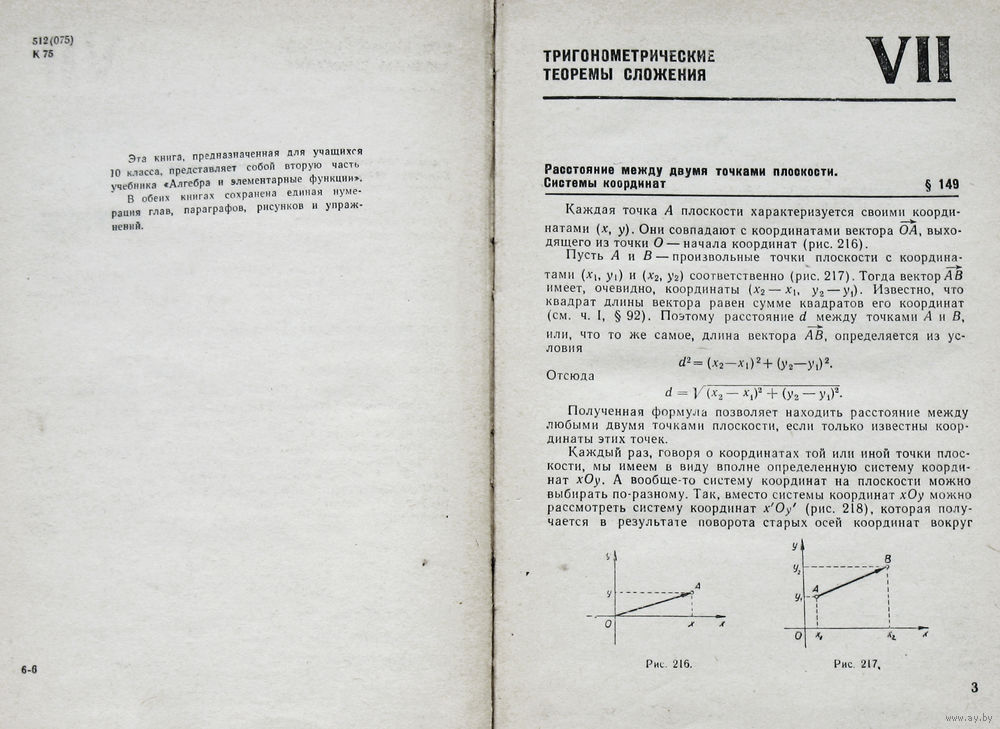 512(075)
К 75
Эта книга, предназначенная для учащихся
10 класса, представляет собой вторую часть
учебника «Алгебра и элементарные функции».
В обеих книгах сохранена единая нуме-
рация глав, параграфов, рисунков и упраж-
нений.
6-6
ТРИГОНОМЕТРИЧЕСКИЕ
ТЕОРЕМЫ СЛОЖЕНИЯ
VII
Расстояние между двумя точками плоскости.
Системы координат § 149
Каждая точка A плоскости характеризуется своими коорди-
натами (x, y). Они совпадают с координатами вектора O͞A⃗, выхо-
дящего из точки O — начала координат (рис. 216).
Пусть A и B — произвольные точки плоскости с координа-
тами (x₁, y₁) и (x₂, y₂) соответственно (рис. 217). Тогда вектор A͞B⃗
имеет, очевидно, координаты (x₂ — x₁, y₂ — y₁). Известно, что
квадрат длины вектора равен сумме квадратов его координат
(см. ч. I, § 92). Поэтому расстояние d между точками A и B,
или, что то же самое, длина вектора A͞B⃗, определяется из ус-
ловия
d² = (x₂—x₁)² + (y₂—y₁)².
Отсюда
d = √(x₂ — x₁)² + (y₂ — y₁)².
Полученная формула позволяет находить расстояние между
любыми двумя точками плоскости, если только известны коор-
динаты этих точек.
Каждый раз, говоря о координатах той или иной точки плос-
кости, мы имеем в виду вполне определенную систему коорди-
нат xOy. А вообще-то систему координат на плоскости можно
выбирать по-разному. Так, вместо системы координат xOy можно
рассмотреть систему координат x′Oy′ (рис. 218), которая полу-
чается в результате поворота старых осей координат вокруг
y
y
A
O
x
x
Рис. 216.
y
y₂
B
y₁
A
O
x₁
x₂
x
Рис. 217.
3
www.ay.by